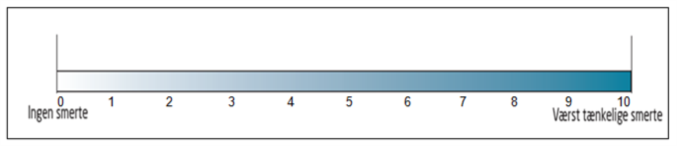 0 1 2 3 4 5 6 7 8 9 10
Ingen smerte Værst tænkelige smerte